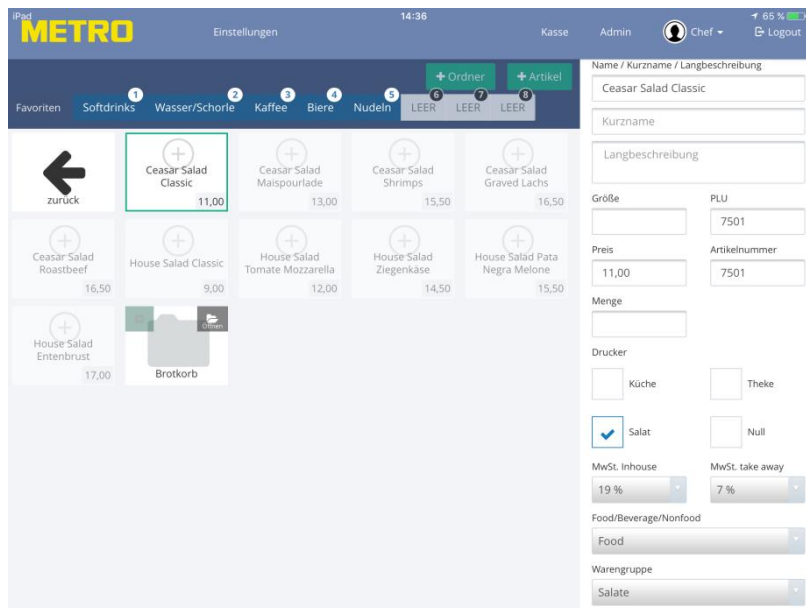 iPad
14:36
65 %
METRO
Einstellungen
Kasse
Admin
Chef
Logout
Ordner
Artikel
1
2
3
4
5
6
7
8
Favoriten
Softdrinks
Wasser/Schorle
Kaffee
Biere
Nudeln
LEER
LEER
LEER
zurück
Ceasar Salad
Classic
11,00
Ceasar Salad
Maispourlade
13,00
Ceasar Salad
Shrimps
15,50
Ceasar Salad
Graved Lachs
16,50
Ceasar Salad
Roastbeef
16,50
House Salad Classic
9,00
House Salad
Tomate Mozzarella
12,00
House Salad
Ziegenkäse
14,50
House Salad Pata
Negra Melone
15,50
House Salad
Entenbrust
17,00
Öffnen
Brotkorb
Name / Kurzname / Langbeschreibung
Ceasar Salad Classic
Kurzname
Langbeschreibung
Größe
PLU
7501
Preis
Artikelnummer
11,00
7501
Menge
Drucker
Küche
Theke
Salat
Null
MwSt. Inhouse
MwSt. take away
19 %
7 %
Food/Beverage/Nonfood
Food
Warengruppe
Salate